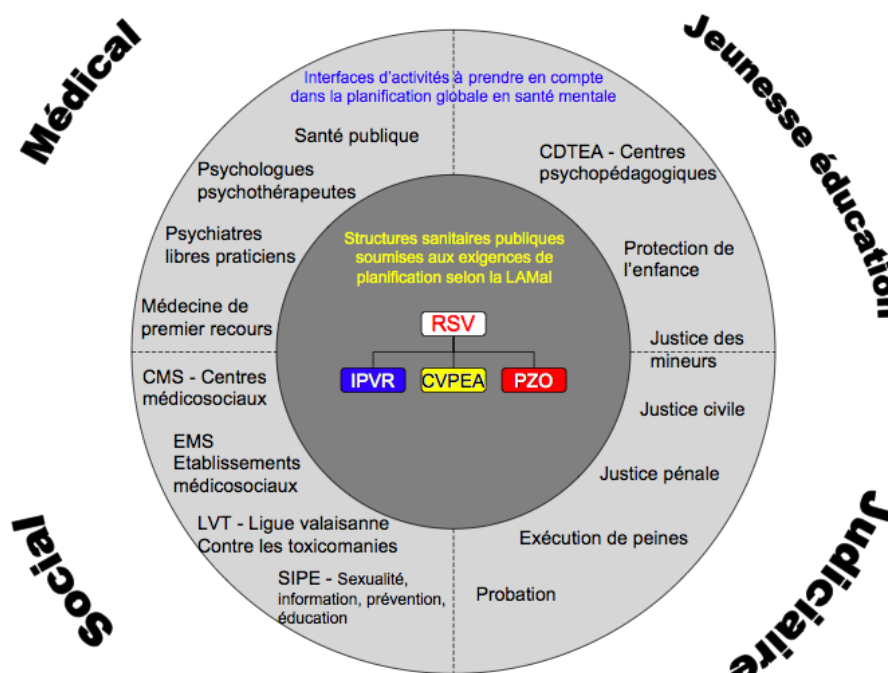 Médical
Jeunesse éducation
Interfaces d'activités à prendre en compte
dans la planification globale en santé mentale
Santé publique
Psychologues
psychothérapeutes
Psychiatres
libres praticiens
Médecine de
premier recours
CDTEA - Centres
psychopédagogiques
Protection de
l'enfance
Justice des
mineurs
Structures sanitaires publiques
soumises aux exigences de
planification selon la LAMal
RSV
IPVR
CVPEA
PZO
CMS - Centres
médicosociaux
EMS
Etablissements
médicosociaux
LVT - Ligue valaisanne
Contre les toxicomanies
SIPE - Sexualité,
information, prévention,
éducation
Justice civile
Justice pénale
Exécution de peines
Probation
Social
Judiciaire